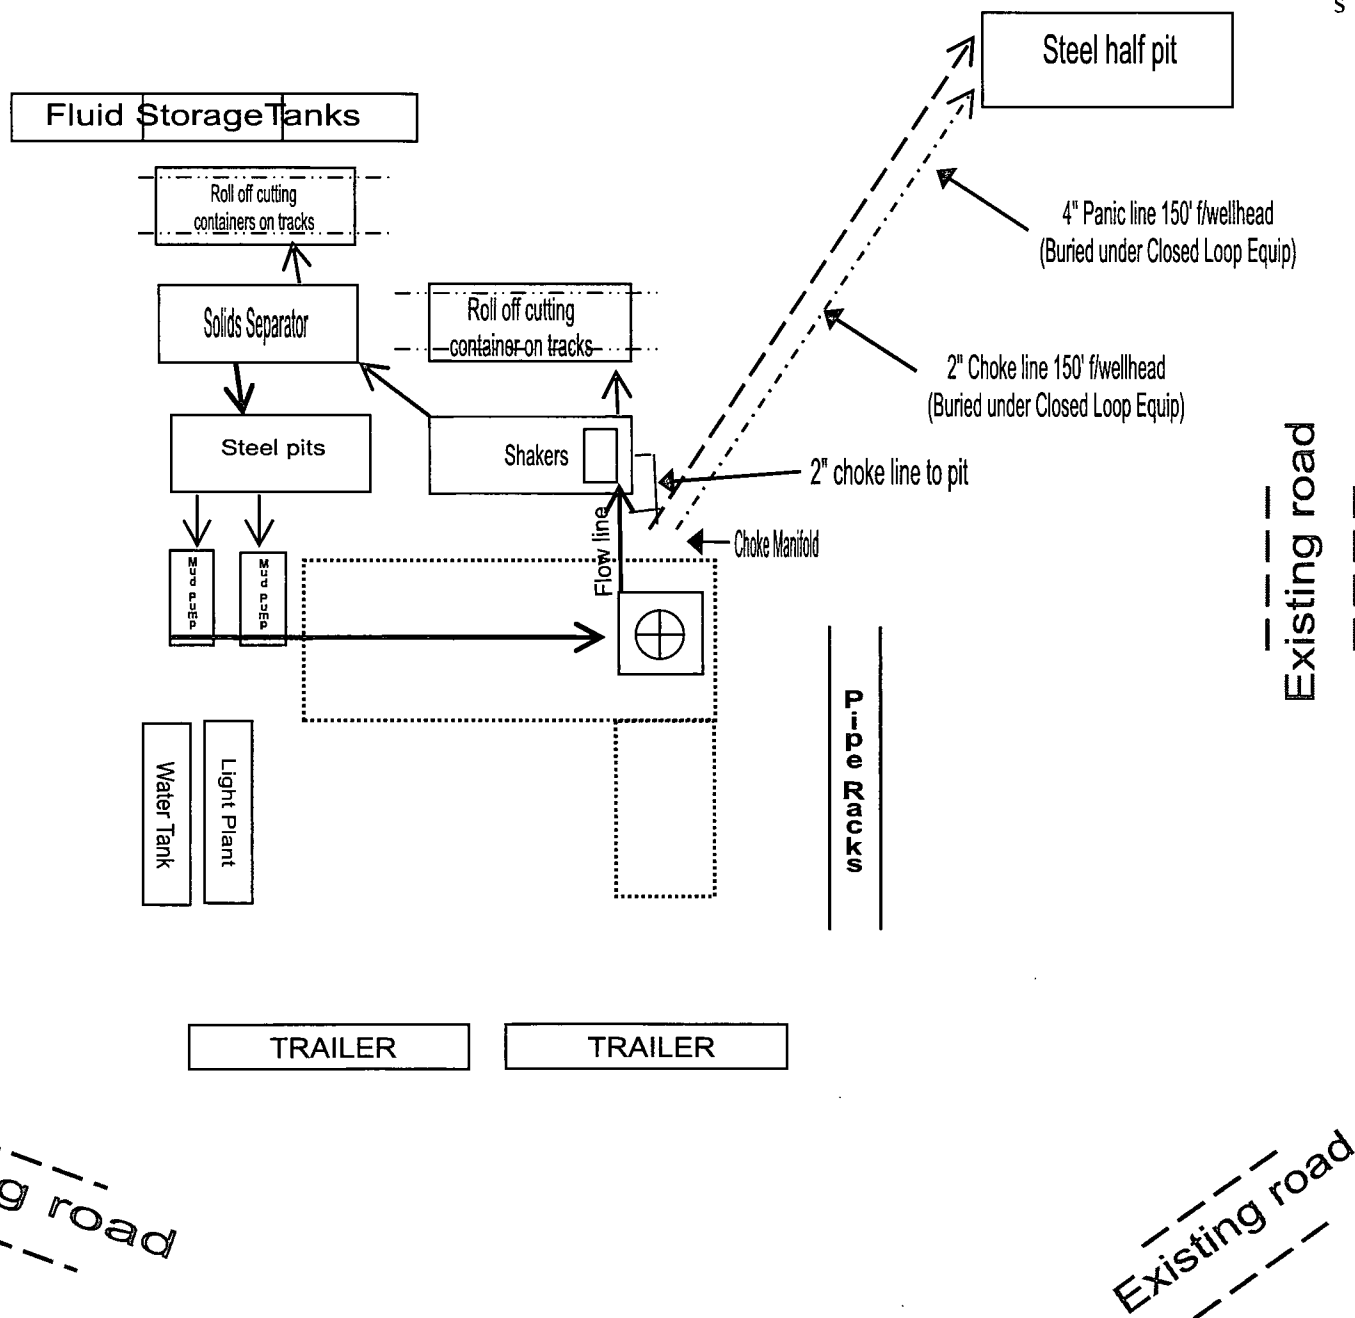 s
Steel half pit
Fluid Storage Tanks
Roll off cutting
containers on tracks
4" Panic line 150' f/wellhead
(Buried under Closed Loop Equip)
Solids Separator
Roll off cutting
container on tracks
2" Choke line 150' f/wellhead
(Buried under Closed Loop Equip)
Steel pits
Shakers
2" choke line to pit
Existing road
Flow line
Choke Manifold
Mud Pump
Mud Pump
Pipe Racks
Water Tank
Light Plant
TRAILER
TRAILER
g road
Existing road